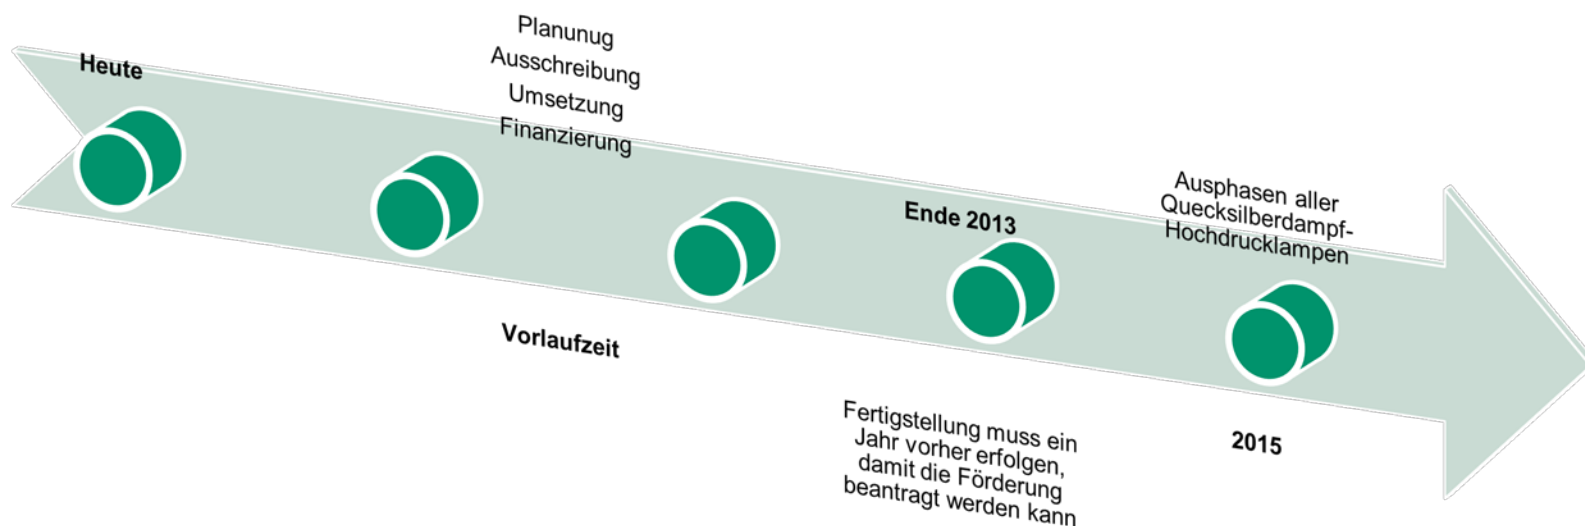 Heute
Planunug
Ausschreibung
Umsetzung
Finanzierung
Vorlaufzeit
Ende 2013
Fertigstellung muss ein
Jahr vorher erfolgen,
damit die Förderung
beantragt werden kann
Ausphasen aller
Quecksilberdampf-
Hochdrucklampen
2015